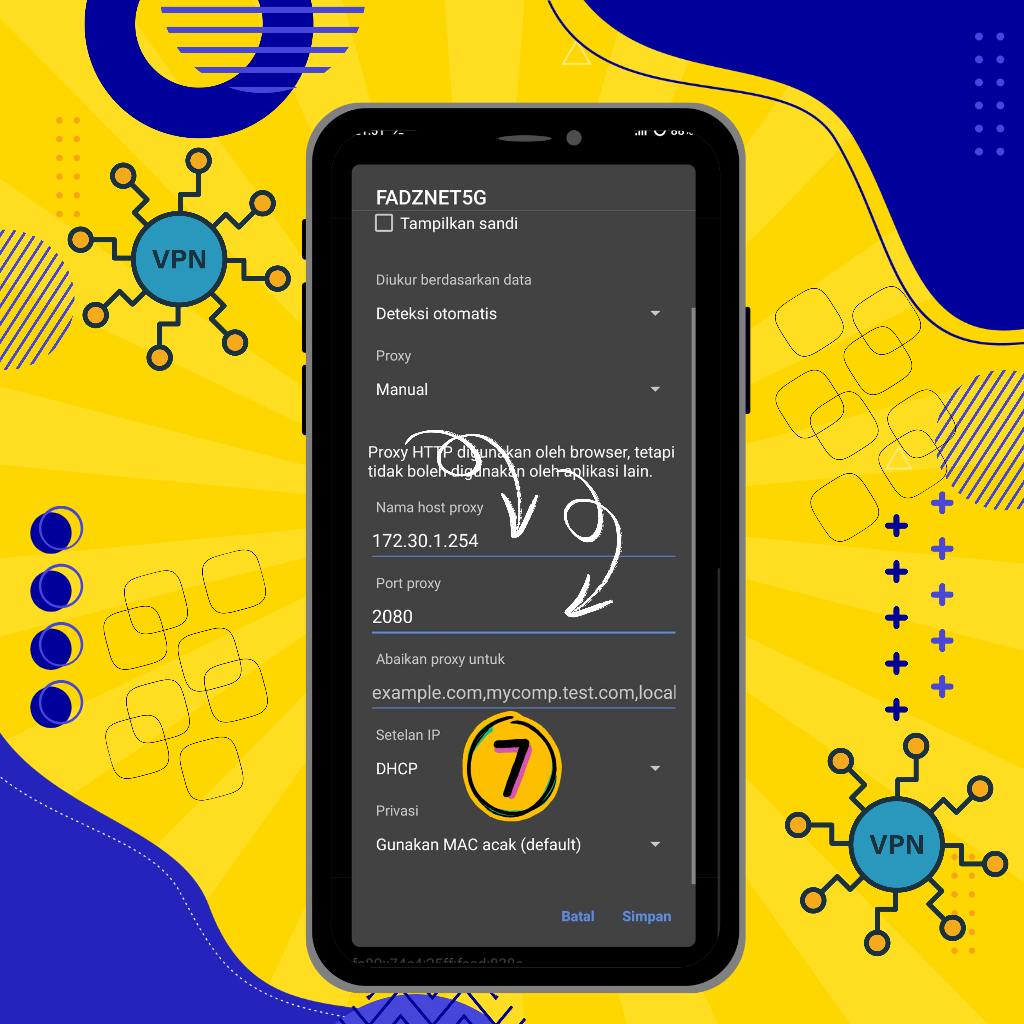 FADZNET5G
Tampilkan sandi
VPN
Diukur berdasarkan data
Deteksi otomatis
Proxy
Manual
Proxy HTTP digunakan oleh browser, tetapi
tidak boleh digunakan oleh aplikasi lain.
Nama host proxy
172.30.1.254
Port proxy
2080
Abaikan proxy untuk
example.com,mycomp.test.com,local
Setelan IP
7
DHCP
Privasi
Gunakan MAC acak (default)
VPN
Batal
Simpan